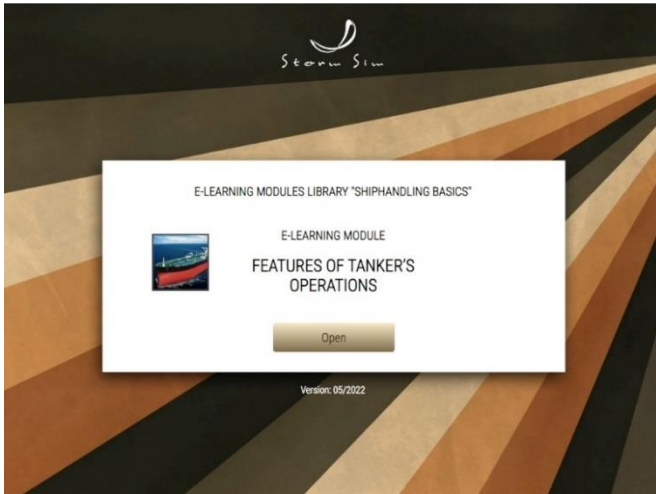 Storm Sim
E-LEARNING MODULES LIBRARY "SHIPHANDLING BASICS"
E-LEARNING MODULE
FEATURES OF TANKER'S
OPERATIONS
Open
Version: 05/2022